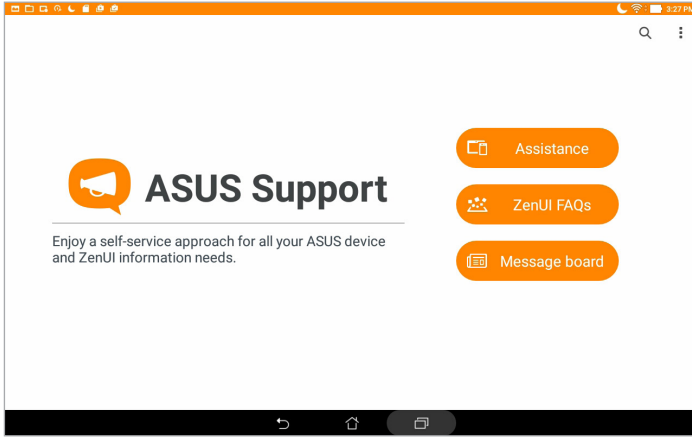 3:27 PM
ASUS Support
Enjoy a self-service approach for all your ASUS device
and ZenUI information needs.
Assistance
ZenUI FAQs
Message board